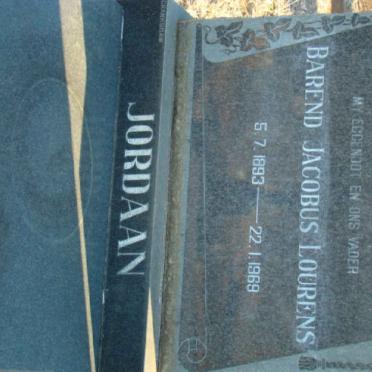 MY EGGENOOT EN ONS VADER
BAREND JACOBUS LOURENS
5.7.1893 — 22.1.1969
JORDAAN